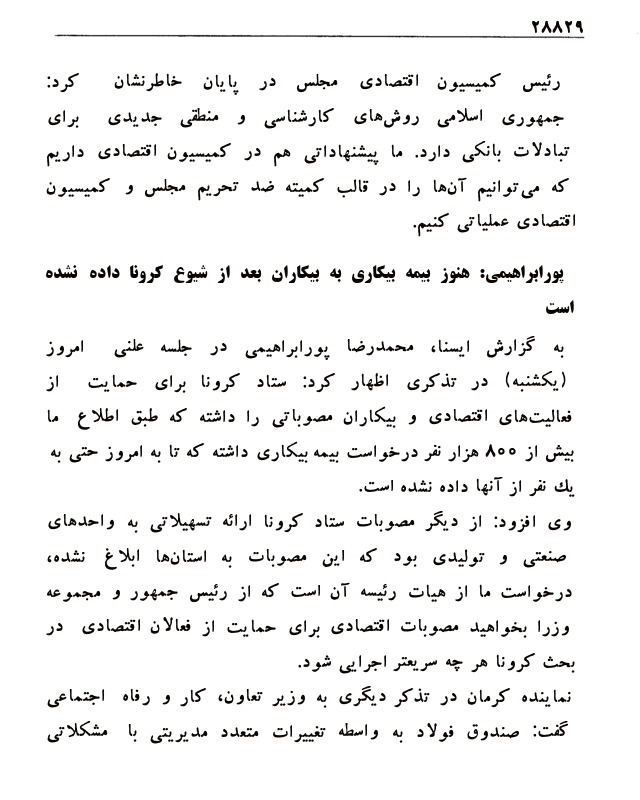 ۲۸۸۲۹
رئیس کمیسیون اقتصادی مجلس در پایان خاطرنشان کرد:
جمهوری اسلامی روش‌های کارشناسی و منطقی جدیدی برای
تبادلات بانکی دارد. ما پیشنهاداتی هم در کمیسیون اقتصادی داریم
که می‌توانیم آن‌ها را در قالب کمیته ضد تحریم مجلس و کمیسیون
اقتصادی عملیاتی کنیم.
پورابراهیمی: هنوز بیمه بیکاری به بیکاران بعد از شیوع کرونا داده نشده
است
به گزارش ایسنا، محمدرضا پورابراهیمی در جلسه علنی امروز
(یکشنبه) در تذکری اظهار کرد: ستاد کرونا برای حمایت از
فعالیت‌های اقتصادی و بیکاران مصوباتی را داشته که طبق اطلاع ما
بیش از ۸۰۰ هزار نفر درخواست بیمه بیکاری داشته که تا به امروز حتی به
یك نفر از آنها داده نشده است.
وی افزود: از دیگر مصوبات ستاد کرونا ارائه تسهیلاتی به واحدهای
صنعتی و تولیدی بود که این مصوبات به استان‌ها ابلاغ نشده،
درخواست ما از هیات رئیسه آن است که از رئیس جمهور و مجموعه
وزرا بخواهید مصوبات اقتصادی برای حمایت از فعالان اقتصادی در
بحث کرونا هر چه سریعتر اجرایی شود.
نماینده کرمان در تذکر دیگری به وزیر تعاون، کار و رفاه اجتماعی
گفت: صندوق فولاد به واسطه تغییرات متعدد مدیریتی با مشکلاتی